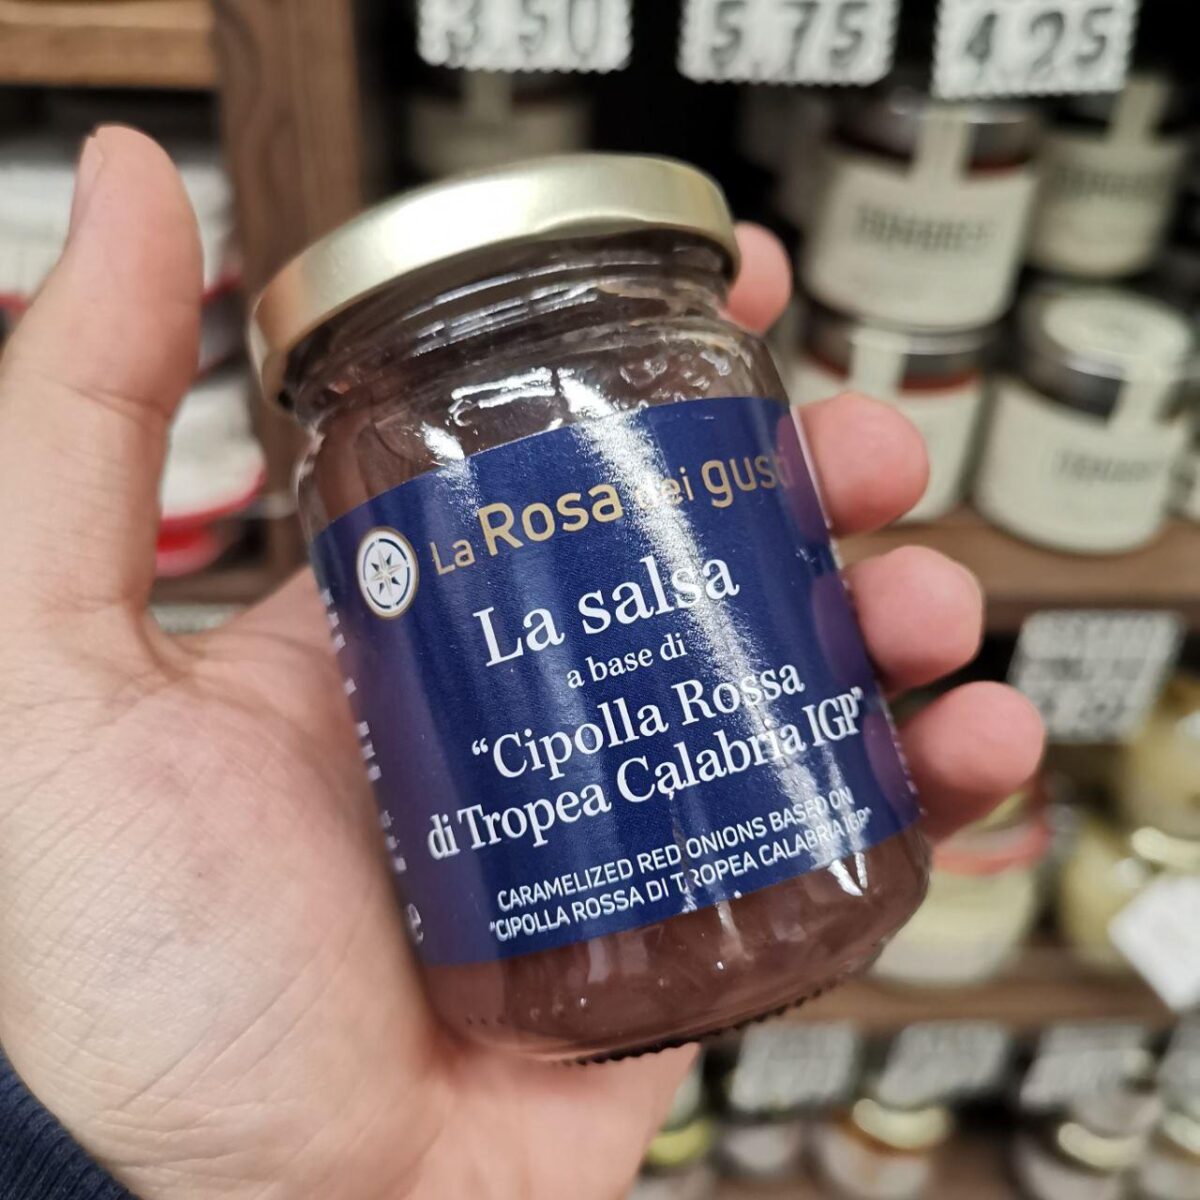 3.50
5.75
4.25
La Rosa dei gusti
La salsa
a base di
“Cipolla Rossa
di Tropea Calabria IGP”
CARAMELIZED RED ONIONS BASED ON
"CIPOLLA ROSSA DI TROPEA CALABRIA IGP"